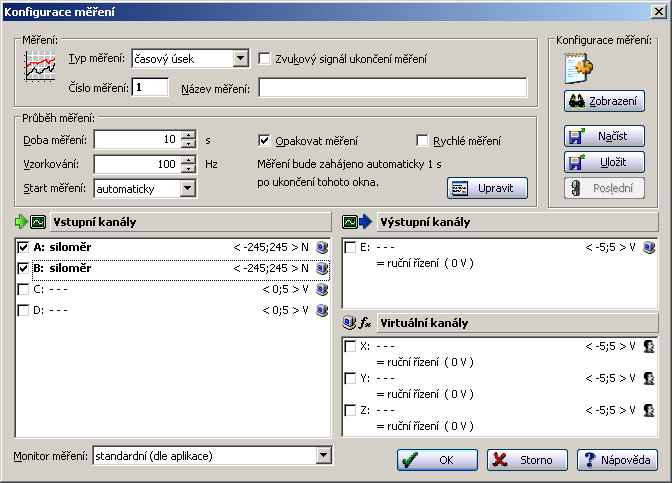 Konfigurace měření
Měření:
Typ měření: časový úsek
Zvukový signál ukončení měření
Číslo měření: 1
Název měření:
Konfigurace měření:
Zobrazení
Načíst
Uložit
Poslední
Průběh měření:
Doba měření: 10 s
Opakovat měření
Rychlé měření
Vzorkování: 100 Hz
Měření bude zahájeno automaticky 1 s
Start měření: automaticky
po ukončení tohoto okna.
Upravit
Vstupní kanály
A: siloměr < -245;245 > N
B: siloměr < -245;245 > N
C: - - - < 0;5 > V
D: - - - < 0;5 > V
Výstupní kanály
E: - - - < -5;5 > V
= ruční řízení ( 0 V )
fx Virtuální kanály
X: - - - < -5;5 > V
= ruční řízení ( 0 V )
Y: - - - < -5;5 > V
= ruční řízení ( 0 V )
Z: - - - < -5;5 > V
= ruční řízení ( 0 V )
Monitor měření: standardní (dle aplikace)
OK
Storno
? Nápověda